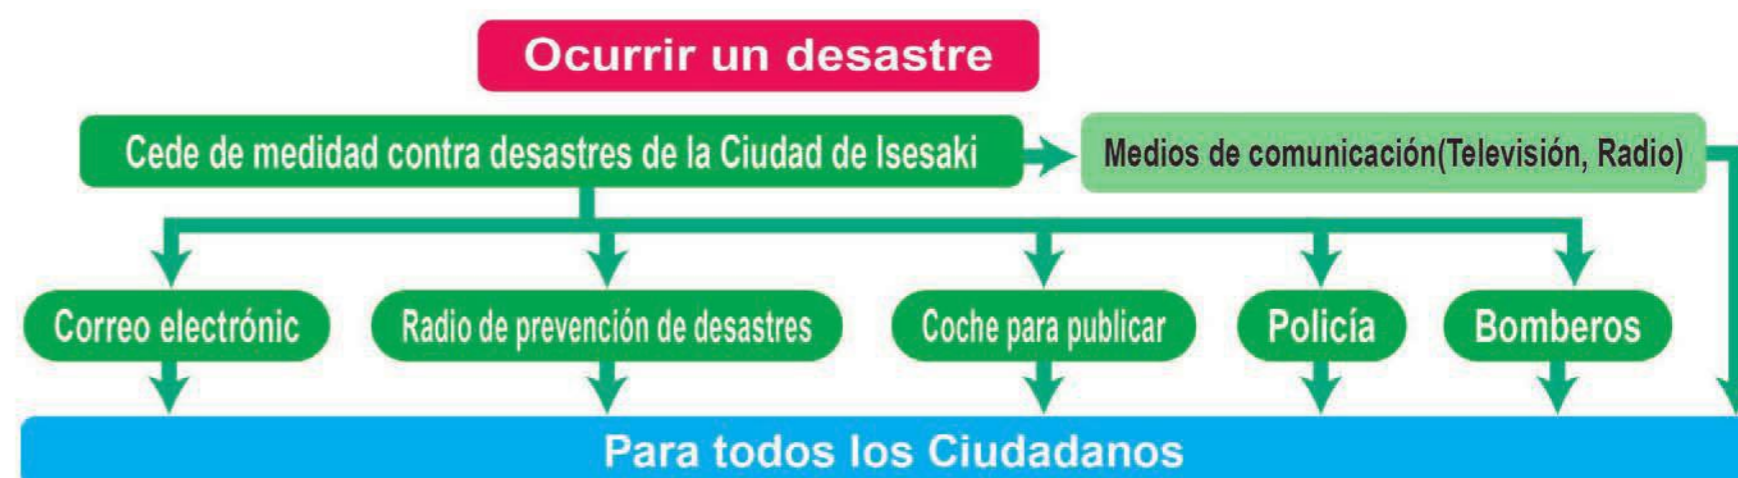 Ocurrir un desastre
Cede de medidad contra desastres de la Ciudad de Isesaki
Medios de comunicación(Televisión, Radio)
Correo electrónic
Radio de prevención de desastres
Coche para publicar
Policía
Bomberos
Para todos los Ciudadanos